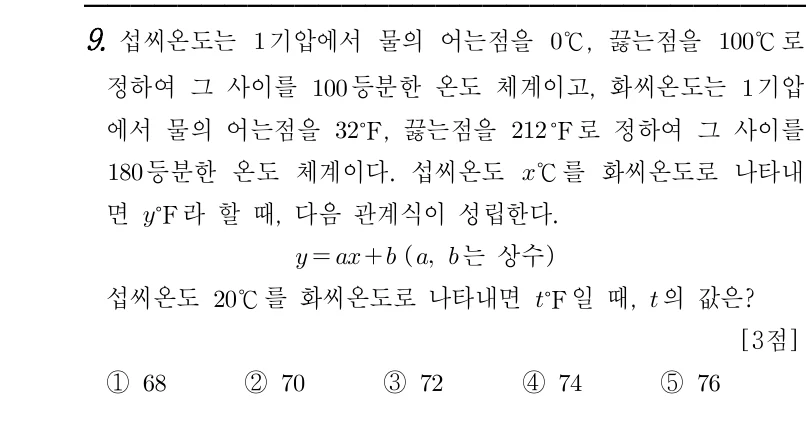 9. 섭씨온도는 1기압에서 물의 어는점을 0℃, 끓는점을 100℃로
정하여 그 사이를 100등분한 온도 체계이고, 화씨온도는 1기압
에서 물의 어는점을 32℉, 끓는점을 212℉로 정하여 그 사이를
180등분한 온도 체계이다. 섭씨온도 x℃를 화씨온도로 나타내
면 y℉라 할 때, 다음 관계식이 성립한다.
y=ax+b (a, b는 상수)
섭씨온도 20℃를 화씨온도로 나타내면 t℉일 때, t의 값은?
[3점]
① 68 ② 70 ③ 72 ④ 74 ⑤ 76